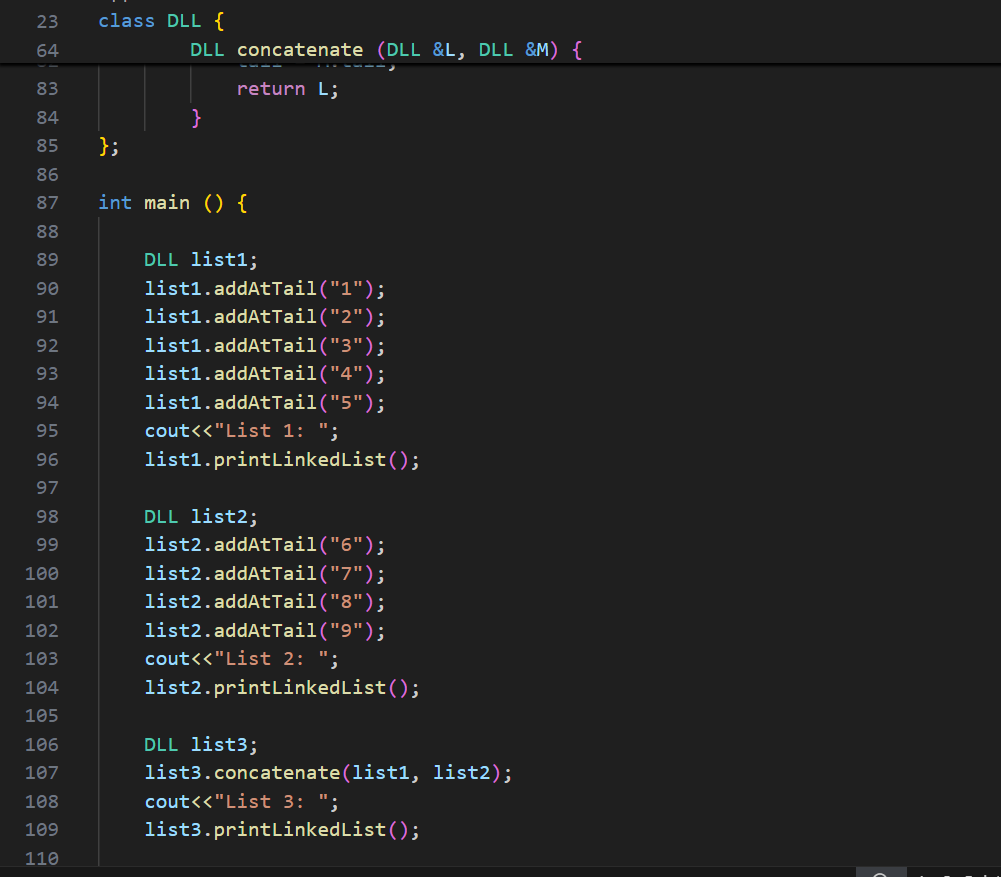 23 class DLL {
64 DLL concatenate (DLL &L, DLL &M) {
83 return L;
84 }
85 };
86
87 int main () {
88
89 DLL list1;
90 list1.addAtTail("1");
91 list1.addAtTail("2");
92 list1.addAtTail("3");
93 list1.addAtTail("4");
94 list1.addAtTail("5");
95 cout<<"List 1: ";
96 list1.printLinkedList();
97
98 DLL list2;
99 list2.addAtTail("6");
100 list2.addAtTail("7");
101 list2.addAtTail("8");
102 list2.addAtTail("9");
103 cout<<"List 2: ";
104 list2.printLinkedList();
105
106 DLL list3;
107 list3.concatenate(list1, list2);
108 cout<<"List 3: ";
109 list3.printLinkedList();
110